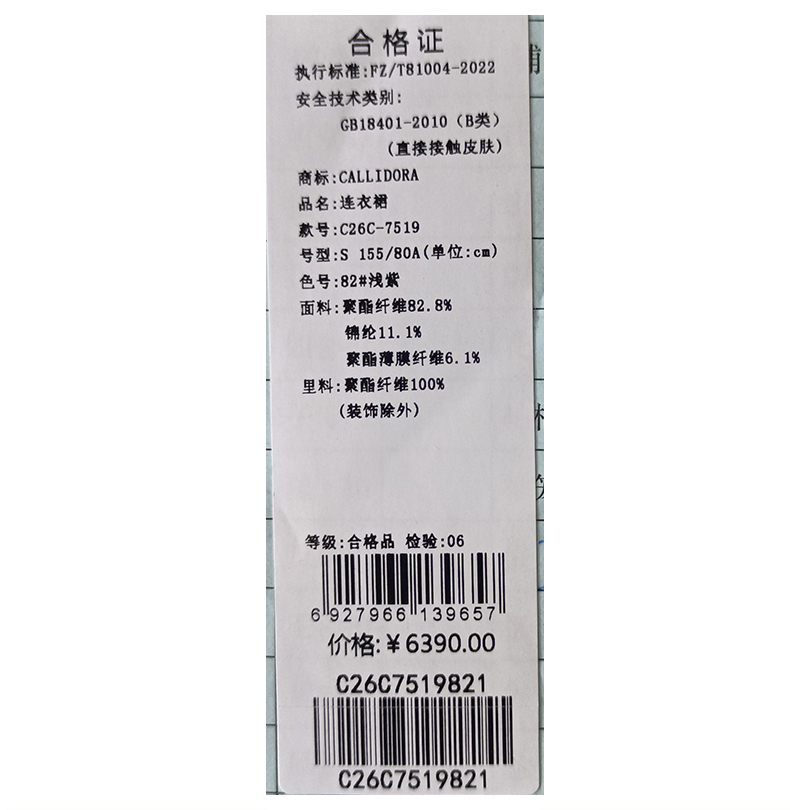 合格证
执行标准:FZ/T81004-2022
安全技术类别:
GB18401-2010（B类）
(直接接触皮肤)
商标:CALLIDORA
品名:连衣裙
款号:C26C-7519
号型:S 155/80A(单位:cm)
色号:82#浅紫
面料:聚酯纤维82.8%
锦纶11.1%
聚酯薄膜纤维6.1%
里料:聚酯纤维100%
(装饰除外)
等级:合格品 检验:06
6 927966 139657
价格:¥6390.00
C26C7519821
C26C7519821